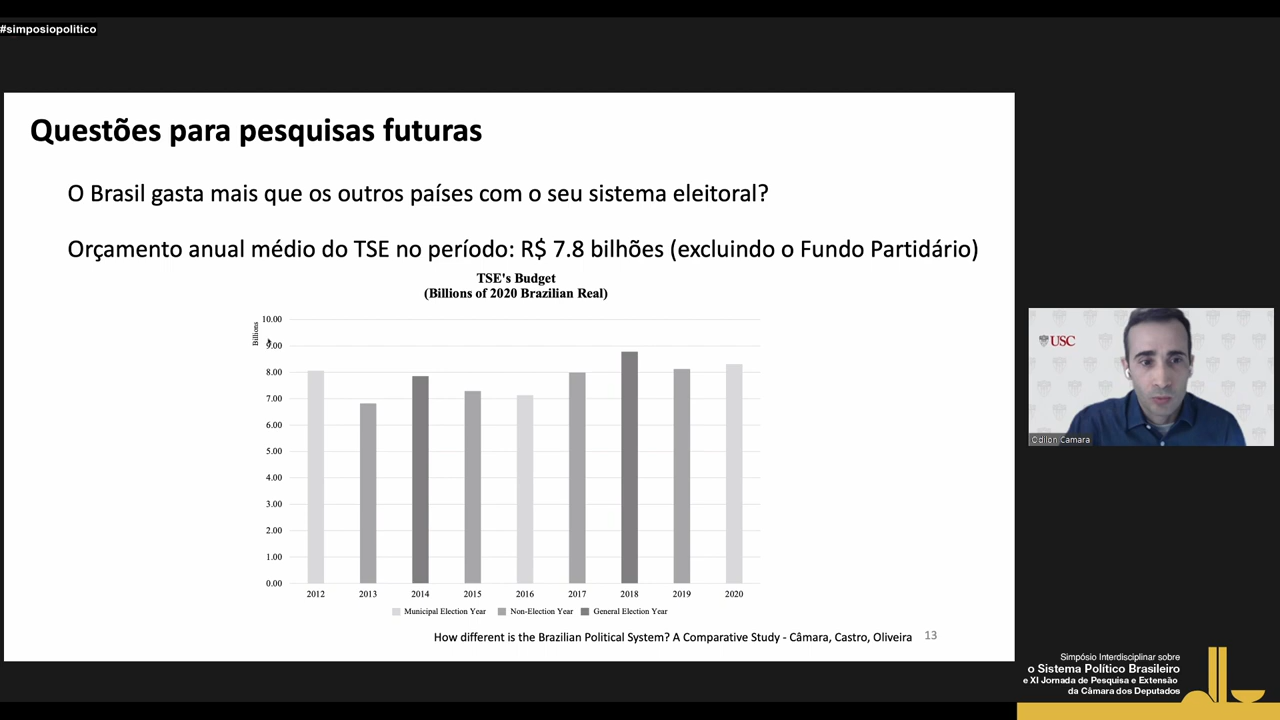 #simposiopolitico
Questões para pesquisas futuras
O Brasil gasta mais que os outros países com o seu sistema eleitoral?
Orçamento anual médio do TSE no período: R$ 7.8 bilhões (excluindo o Fundo Partidário)
TSE's Budget
(Billions of 2020 Brazilian Real)
Billions
10.00
9.00
8.00
7.00
6.00
5.00
4.00
3.00
2.00
1.00
0.00
2012 2013 2014 2015 2016 2017 2018 2019 2020
Municipal Election Year Non-Election Year General Election Year
How different is the Brazilian Political System? A Comparative Study - Câmara, Castro, Oliveira 13
USC
Odilon Camara
Simpósio Interdisciplinar sobre
o Sistema Político Brasileiro
e XI Jornada de Pesquisa e Extensão
da Câmara dos Deputados